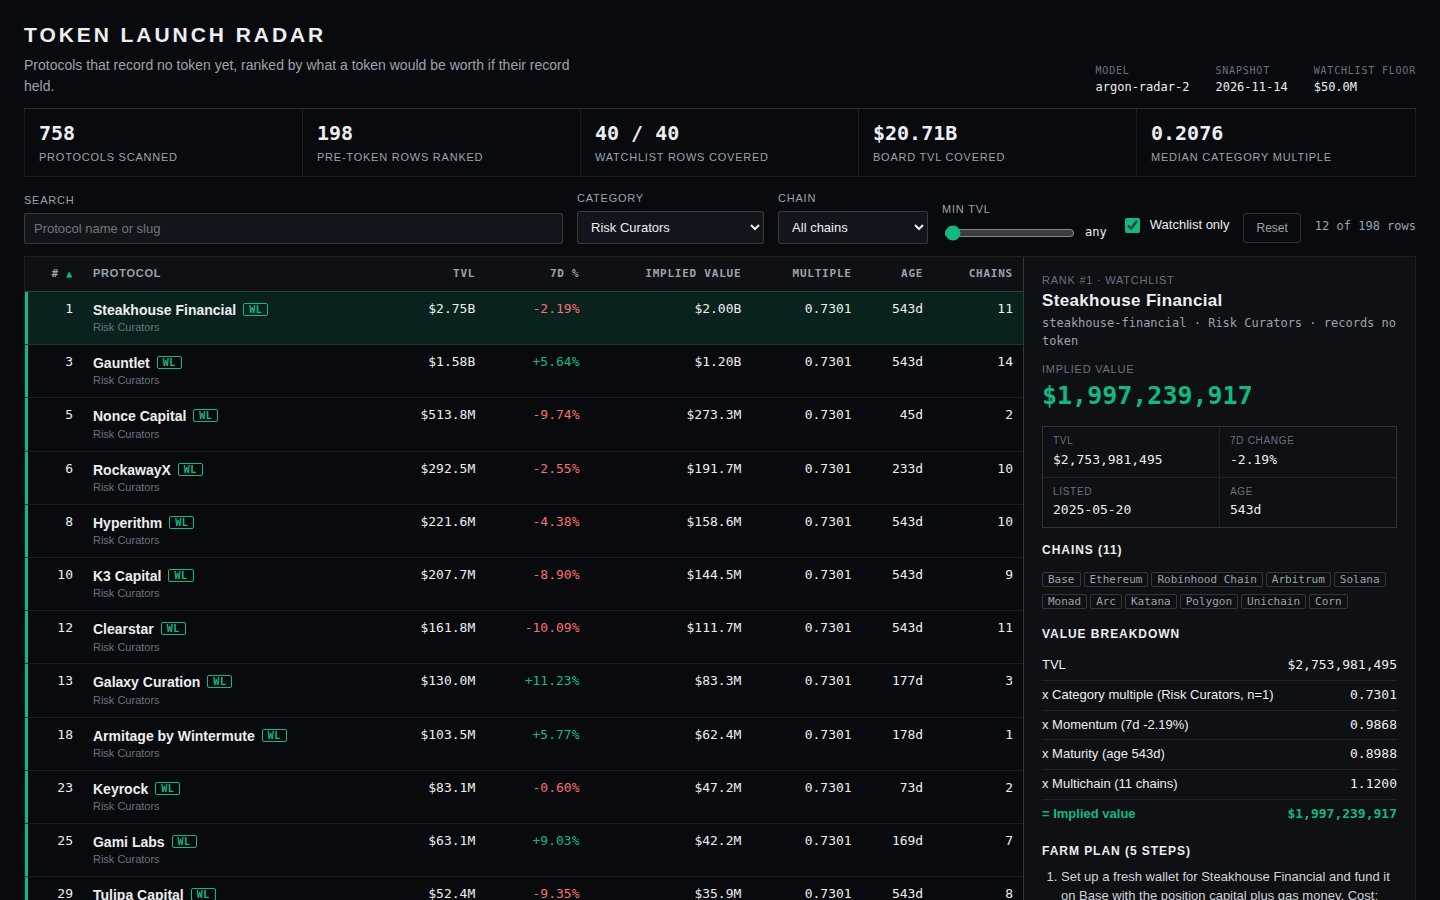 TOKEN LAUNCH RADAR
Protocols that record no token yet, ranked by what a token would be worth if their record
held.
MODEL SNAPSHOT WATCHLIST FLOOR
argon-radar-2 2026-11-14 $50.0M
758 198 40 / 40 $20.71B 0.2076
PROTOCOLS SCANNED PRE-TOKEN ROWS RANKED WATCHLIST ROWS COVERED BOARD TVL COVERED MEDIAN CATEGORY MULTIPLE
SEARCH CATEGORY CHAIN MIN TVL
Protocol name or slug Risk Curators All chains any Watchlist only Reset 12 of 198 rows
# ▲ PROTOCOL TVL 7D % IMPLIED VALUE MULTIPLE AGE CHAINS
1 Steakhouse Financial WL $2.75B -2.19% $2.00B 0.7301 543d 11
Risk Curators
3 Gauntlet WL $1.58B +5.64% $1.20B 0.7301 543d 14
Risk Curators
5 Nonce Capital WL $513.8M -9.74% $273.3M 0.7301 45d 2
Risk Curators
6 RockawayX WL $292.5M -2.55% $191.7M 0.7301 233d 10
Risk Curators
8 Hyperithm WL $221.6M -4.38% $158.6M 0.7301 543d 10
Risk Curators
10 K3 Capital WL $207.7M -8.90% $144.5M 0.7301 543d 9
Risk Curators
12 Clearstar WL $161.8M -10.09% $111.7M 0.7301 543d 11
Risk Curators
13 Galaxy Curation WL $130.0M +11.23% $83.3M 0.7301 177d 3
Risk Curators
18 Armitage by Wintermute WL $103.5M +5.77% $62.4M 0.7301 178d 1
Risk Curators
23 Keyrock WL $83.1M -0.60% $47.2M 0.7301 73d 2
Risk Curators
25 Gami Labs WL $63.1M +9.03% $42.2M 0.7301 169d 7
Risk Curators
29 Tulipa Capital WL $52.4M -9.35% $35.9M 0.7301 543d 8
RANK #1 · WATCHLIST
Steakhouse Financial
steakhouse-financial · Risk Curators · records no
token
IMPLIED VALUE
$1,997,239,917
TVL 7D CHANGE
$2,753,981,495 -2.19%
LISTED AGE
2025-05-20 543d
CHAINS (11)
Base Ethereum Robinhood Chain Arbitrum Solana
Monad Arc Katana Polygon Unichain Corn
VALUE BREAKDOWN
TVL $2,753,981,495
x Category multiple (Risk Curators, n=1) 0.7301
x Momentum (7d -2.19%) 0.9868
x Maturity (age 543d) 0.8988
x Multichain (11 chains) 1.1200
= Implied value $1,997,239,917
FARM PLAN (5 STEPS)
1. Set up a fresh wallet for Steakhouse Financial and fund it
on Base with the position capital plus gas money. Cost: